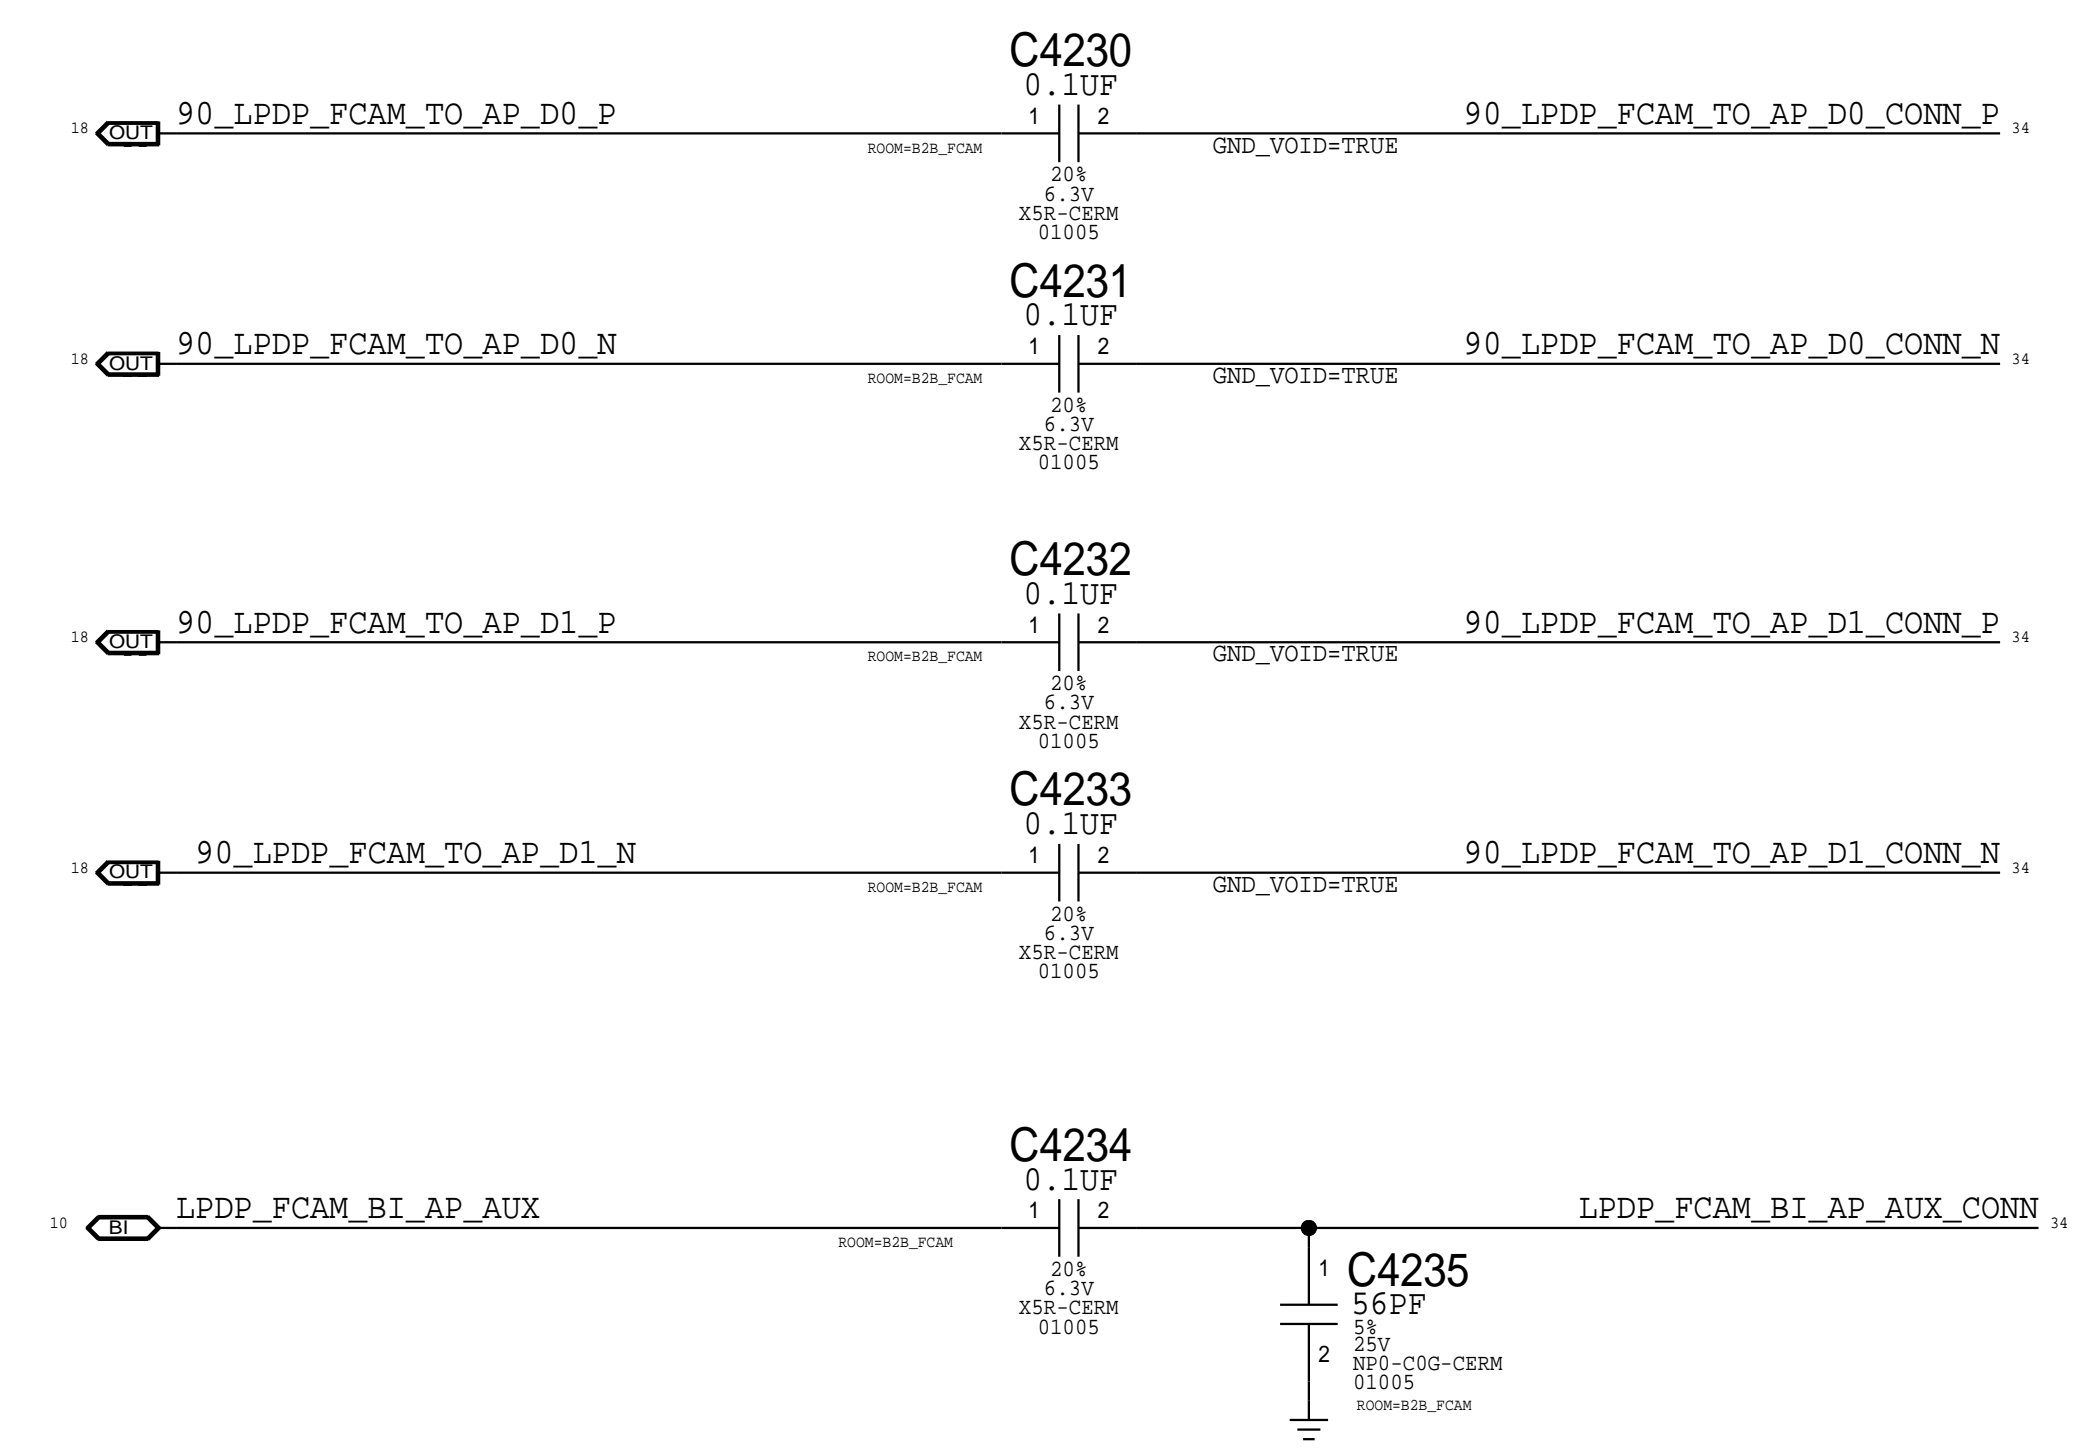 C4230
0.1UF
18 OUT 90_LPDP_FCAM_TO_AP_D0_P 1 2 90_LPDP_FCAM_TO_AP_D0_CONN_P 34
ROOM=B2B_FCAM GND_VOID=TRUE
20%
6.3V
X5R-CERM
01005
C4231
0.1UF
18 OUT 90_LPDP_FCAM_TO_AP_D0_N 1 2 90_LPDP_FCAM_TO_AP_D0_CONN_N 34
ROOM=B2B_FCAM GND_VOID=TRUE
20%
6.3V
X5R-CERM
01005
C4232
0.1UF
18 OUT 90_LPDP_FCAM_TO_AP_D1_P 1 2 90_LPDP_FCAM_TO_AP_D1_CONN_P 34
ROOM=B2B_FCAM GND_VOID=TRUE
20%
6.3V
X5R-CERM
01005
C4233
0.1UF
18 OUT 90_LPDP_FCAM_TO_AP_D1_N 1 2 90_LPDP_FCAM_TO_AP_D1_CONN_N 34
ROOM=B2B_FCAM GND_VOID=TRUE
20%
6.3V
X5R-CERM
01005
C4234
0.1UF
10 BI LPDP_FCAM_BI_AP_AUX 1 2 LPDP_FCAM_BI_AP_AUX_CONN 34
ROOM=B2B_FCAM
20%
6.3V
X5R-CERM
01005
1 C4235
56PF
5%
25V
2 NP0-C0G-CERM
01005
ROOM=B2B_FCAM